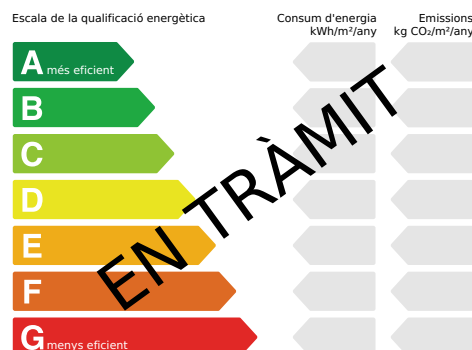 Escala de la qualificació energètica
Consum d'energia
kWh/m²/any
Emissions
kg CO₂/m²/any
A més eficient
B
C
D
E
F
G menys eficient
EN TRÀMIT